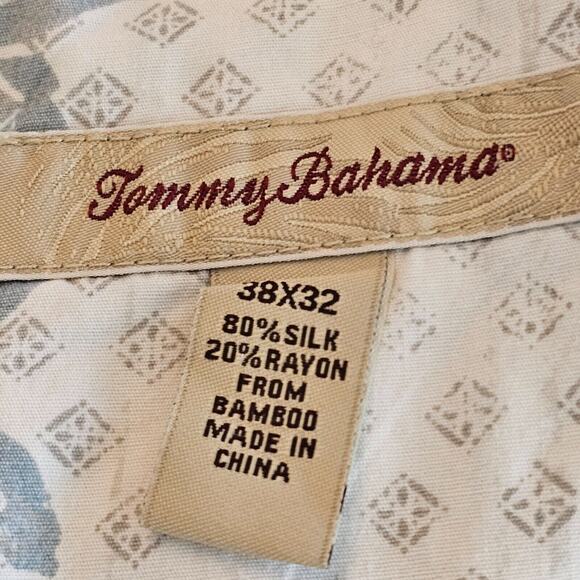 Tommy Bahama®
38X32
80%SILK
20%RAYON
FROM
BAMBOO
MADE IN
CHINA